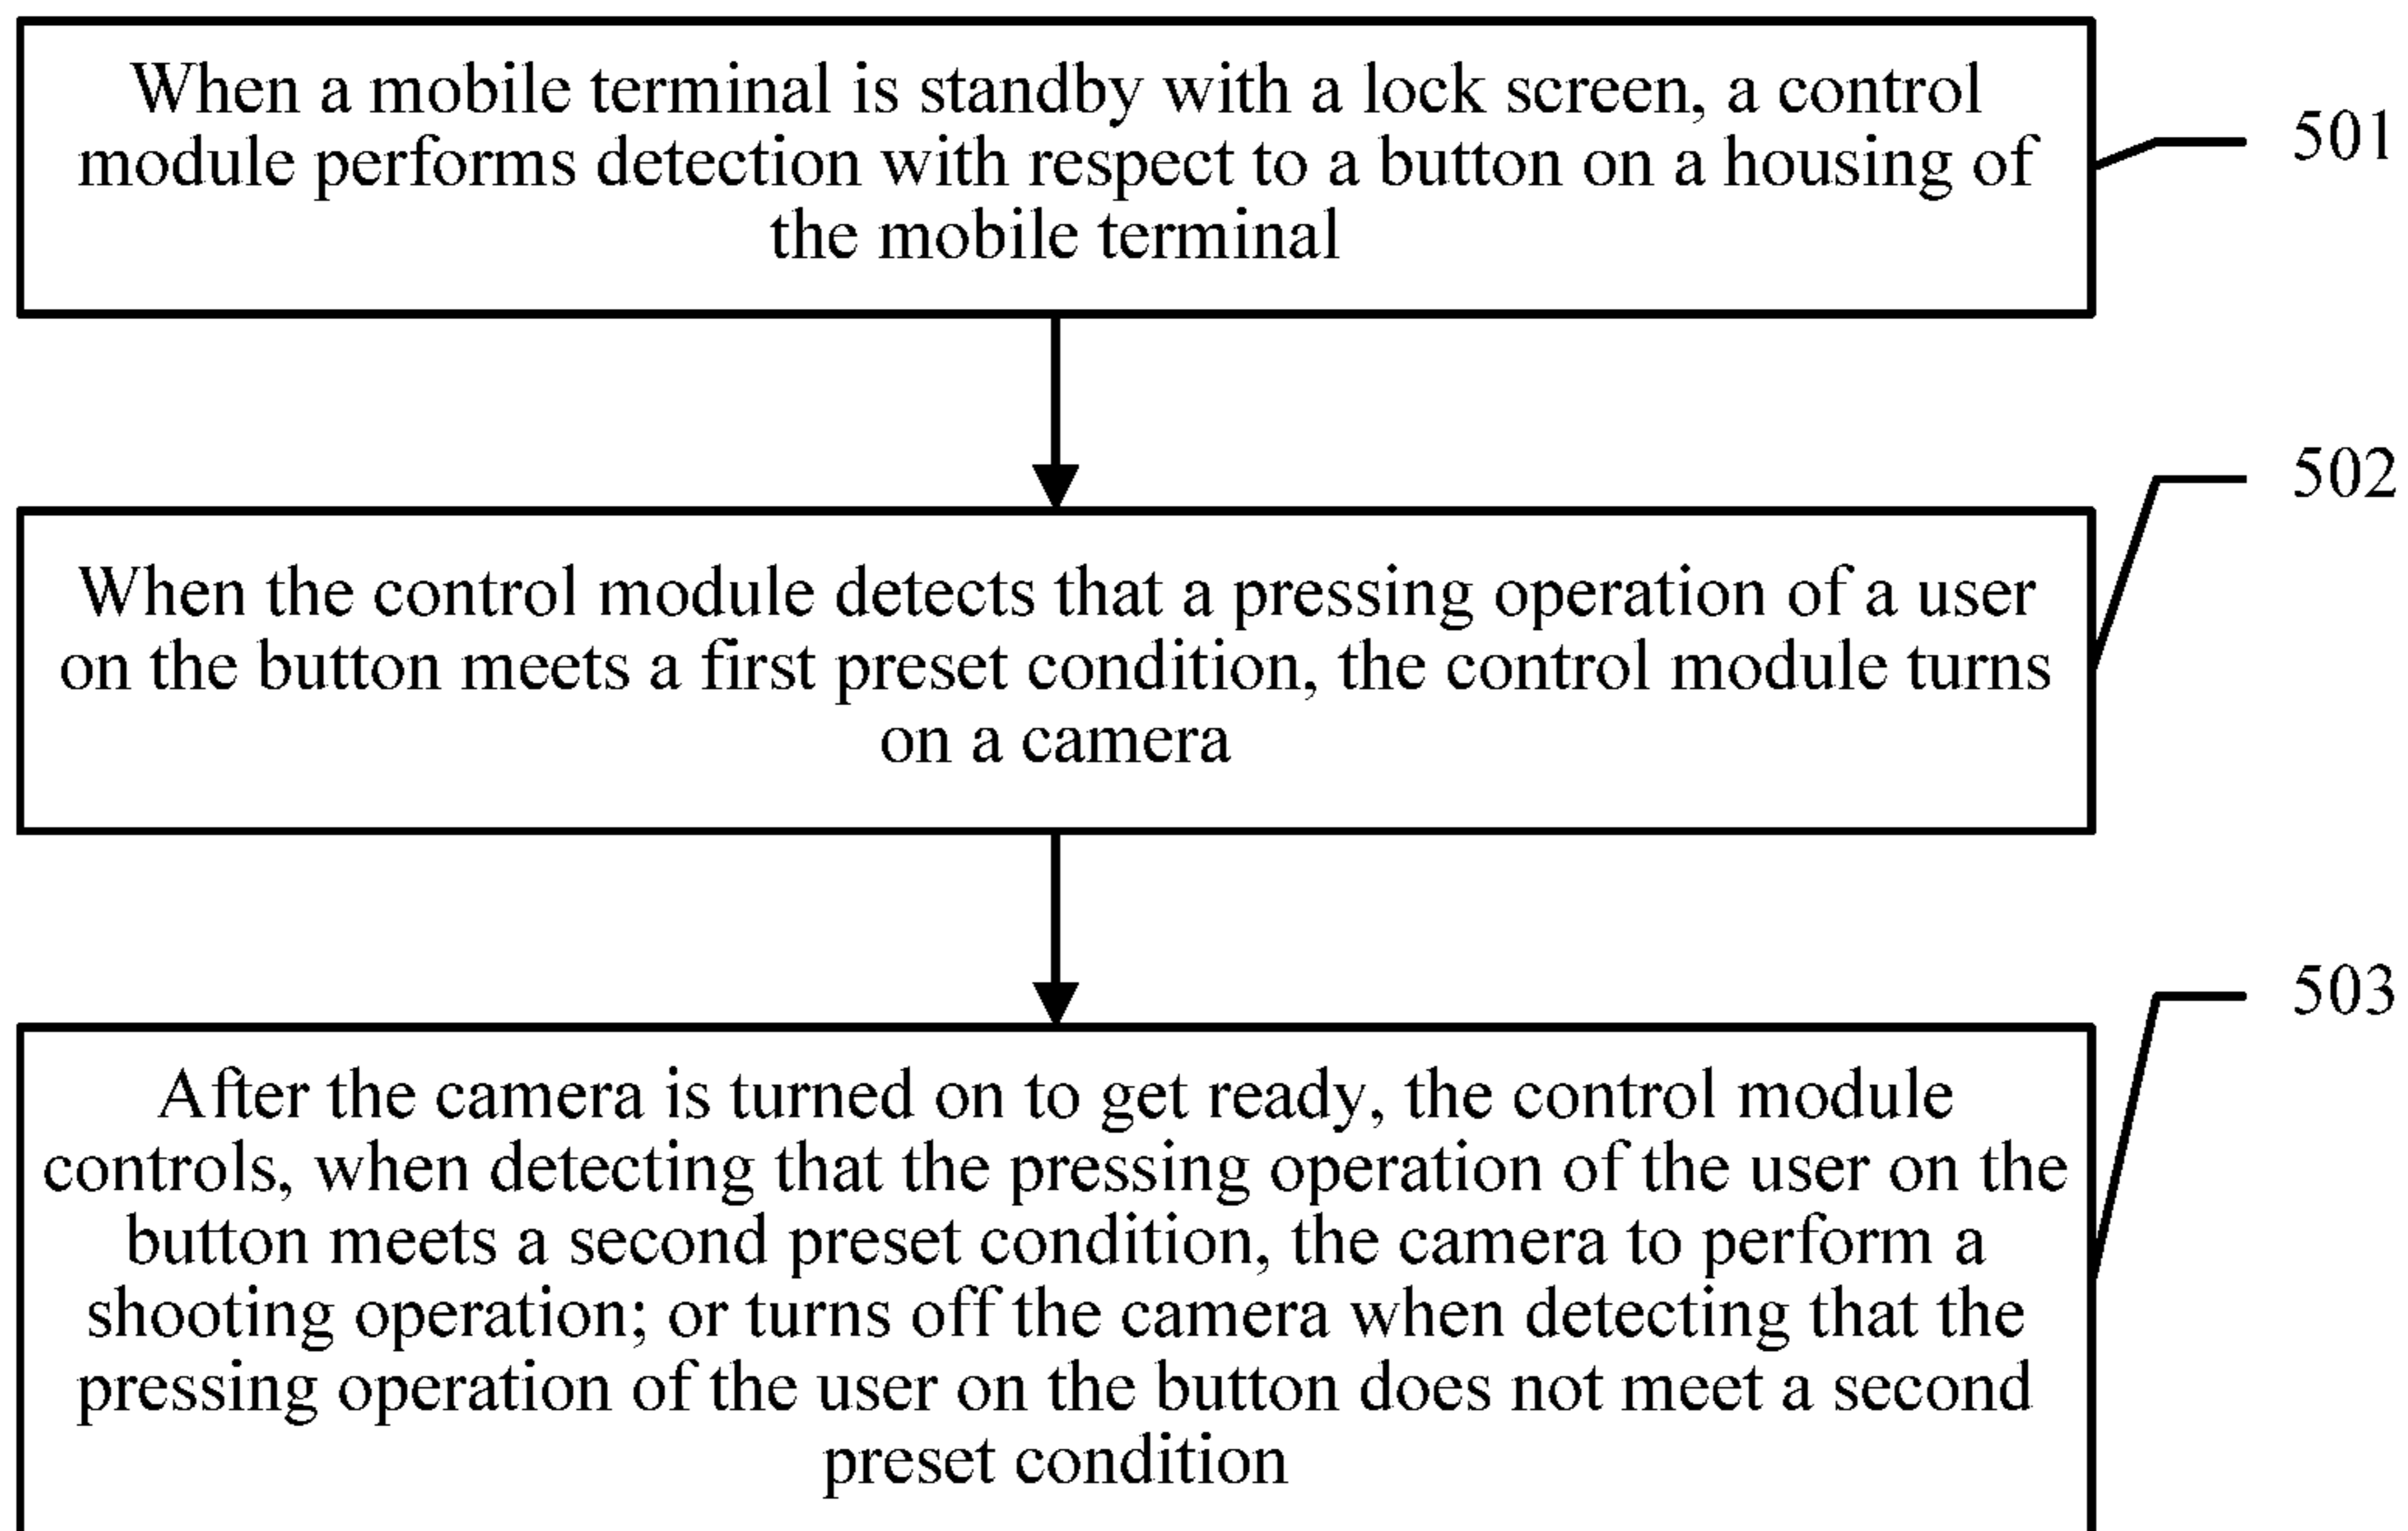 When a mobile terminal is standby with a lock screen, a control
module performs detection with respect to a button on a housing of
the mobile terminal
501
502
When the control module detects that a pressing operation of a user
on the button meets a first preset condition, the control module turns
on a camera
503
After the camera is turned on to get ready, the control module
controls, when detecting that the pressing operation of the user on the
button meets a second preset condition, the camera to perform a
shooting operation; or turns off the camera when detecting that the
pressing operation of the user on the button does not meet a second
preset condition